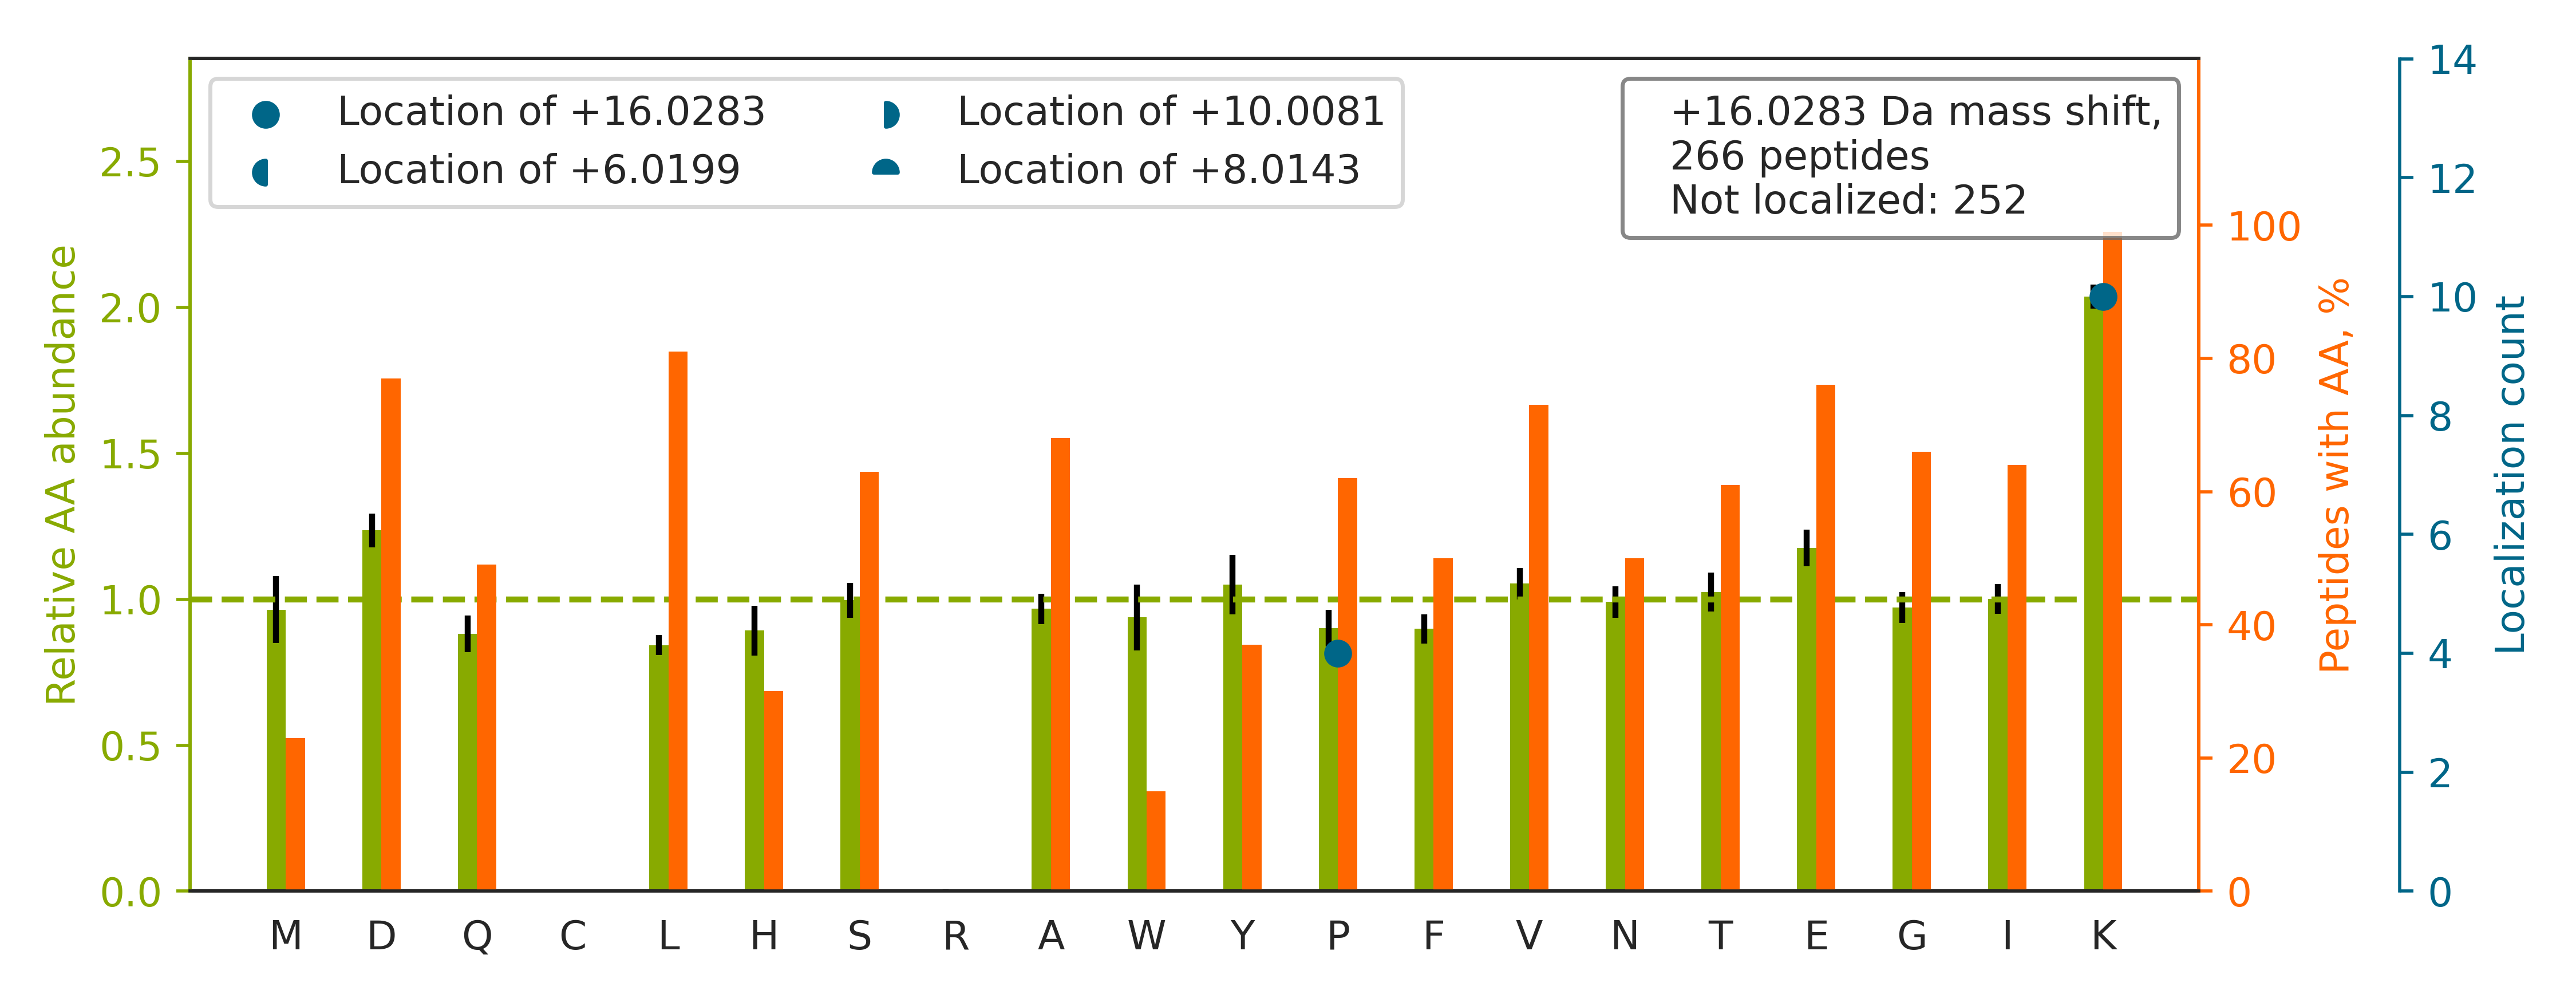 Location of +16.0283
Location of +6.0199
Location of +10.0081
Location of +8.0143
+16.0283 Da mass shift,
266 peptides
Not localized: 252
Relative AA abundance
2.5
2.0
1.5
1.0
0.5
0.0
M D Q C L H S R A W Y P F V N T E G I K
100
80
60
40
20
0
Peptides with AA, %
14
12
10
8
6
4
2
0
Localization count